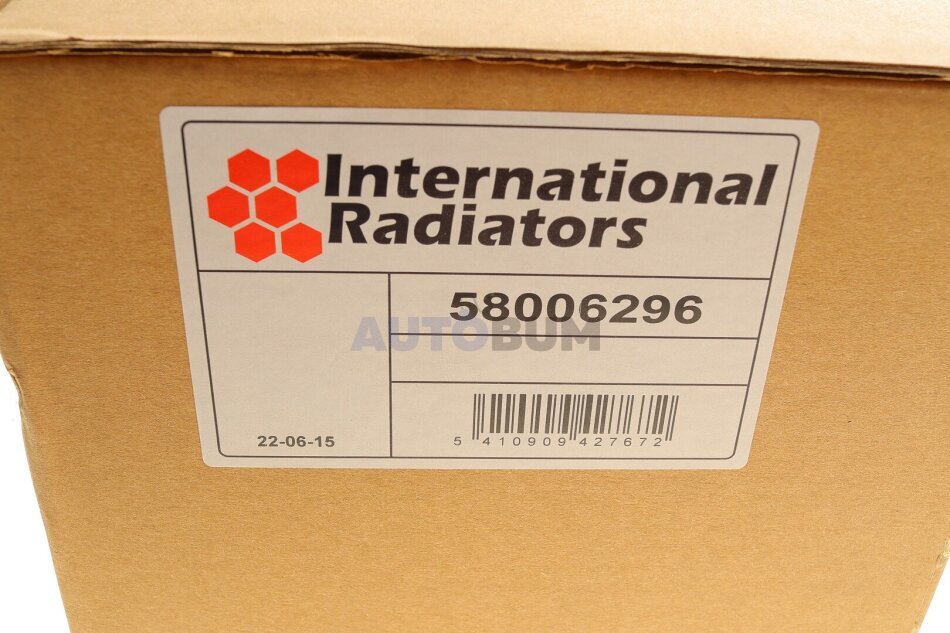 International
Radiators
58006296
AUTOBUM
22-06-15
5 410909 427672